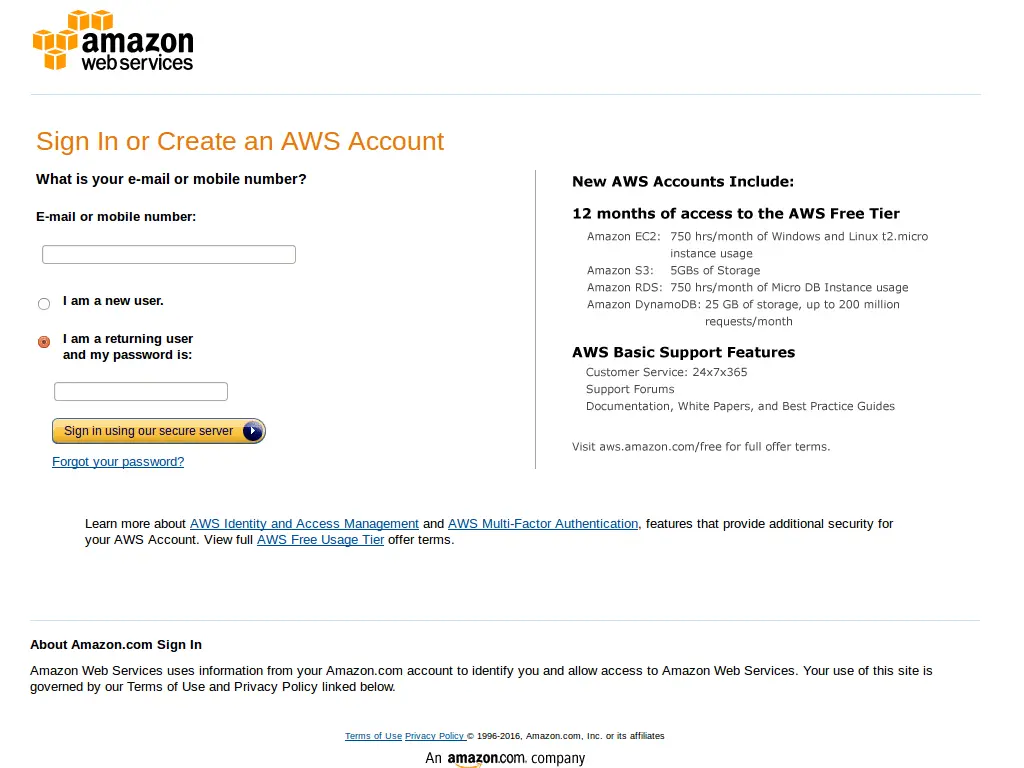 amazon
web services
Sign In or Create an AWS Account
What is your e-mail or mobile number?
E-mail or mobile number:
I am a new user.
I am a returning user
and my password is:
Sign in using our secure server
Forgot your password?
New AWS Accounts Include:
12 months of access to the AWS Free Tier
Amazon EC2: 750 hrs/month of Windows and Linux t2.micro
instance usage
Amazon S3: 5GBs of Storage
Amazon RDS: 750 hrs/month of Micro DB Instance usage
Amazon DynamoDB: 25 GB of storage, up to 200 million
requests/month
AWS Basic Support Features
Customer Service: 24x7x365
Support Forums
Documentation, White Papers, and Best Practice Guides
Visit aws.amazon.com/free for full offer terms.
Learn more about AWS Identity and Access Management and AWS Multi-Factor Authentication, features that provide additional security for
your AWS Account. View full AWS Free Usage Tier offer terms.
About Amazon.com Sign In
Amazon Web Services uses information from your Amazon.com account to identify you and allow access to Amazon Web Services. Your use of this site is
governed by our Terms of Use and Privacy Policy linked below.
Terms of Use Privacy Policy © 1996-2016, Amazon.com, Inc. or its affiliates
An amazon.com. company